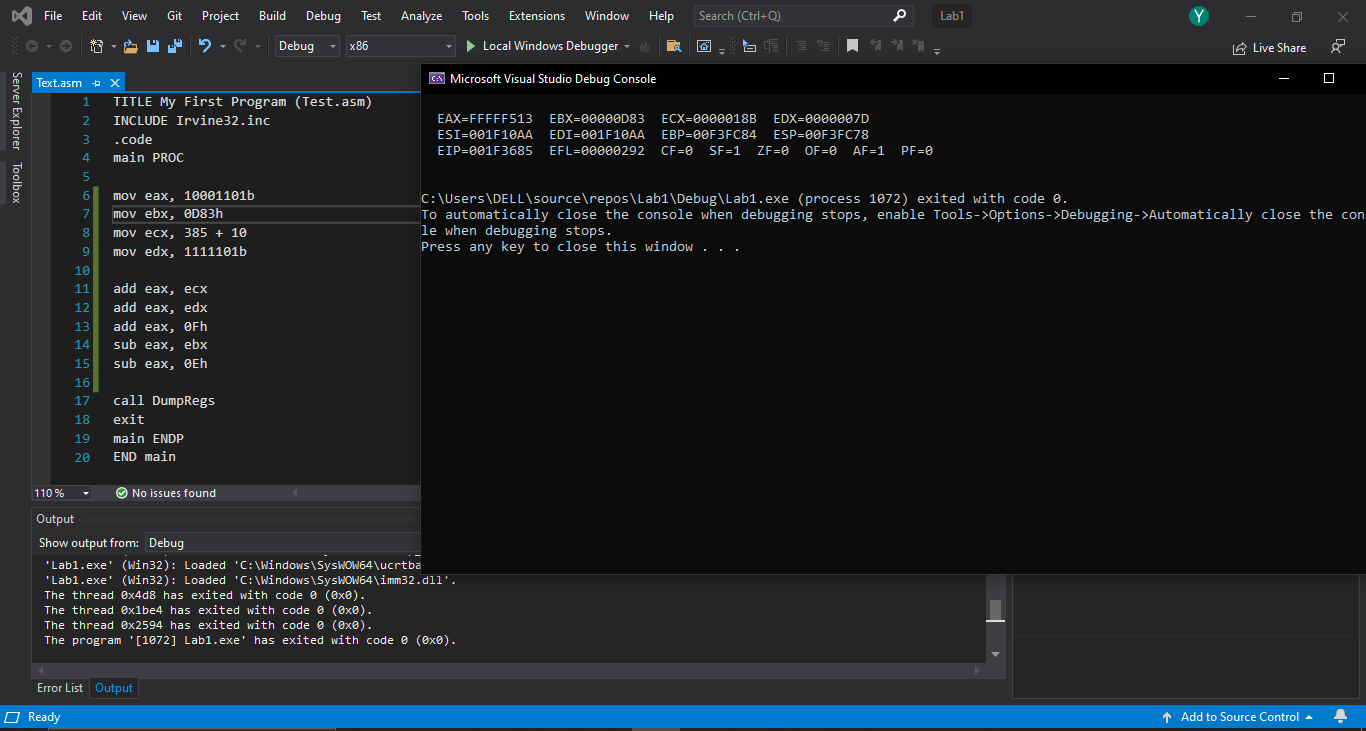 File Edit View Git Project Build Debug Test Analyze Tools Extensions Window Help Search (Ctrl+Q) Lab1 Y
Debug x86 Local Windows Debugger Live Share
Server Explorer
Toolbox
Text.asm
1 TITLE My First Program (Test.asm)
2 INCLUDE Irvine32.inc
3 .code
4 main PROC
5
6 mov eax, 10001101b
7 mov ebx, 0D83h
8 mov ecx, 385 + 10
9 mov edx, 1111101b
10
11 add eax, ecx
12 add eax, edx
13 add eax, 0Fh
14 sub eax, ebx
15 sub eax, 0Eh
16
17 call DumpRegs
18 exit
19 main ENDP
20 END main
110 % No issues found
Microsoft Visual Studio Debug Console
EAX=FFFFF513 EBX=00000D83 ECX=0000018B EDX=0000007D
ESI=001F10AA EDI=001F10AA EBP=00F3FC84 ESP=00F3FC78
EIP=001F3685 EFL=00000292 CF=0 SF=1 ZF=0 OF=0 AF=1 PF=0
C:\Users\DELL\source\repos\Lab1\Debug\Lab1.exe (process 1072) exited with code 0.
To automatically close the console when debugging stops, enable Tools->Options->Debugging->Automatically close the con
le when debugging stops.
Press any key to close this window . . .
Output
Show output from: Debug
'Lab1.exe' (Win32): Loaded 'C:\Windows\SysWOW64\ucrtba
'Lab1.exe' (Win32): Loaded 'C:\Windows\SysWOW64\imm32.dll'.
The thread 0x4d8 has exited with code 0 (0x0).
The thread 0x1be4 has exited with code 0 (0x0).
The thread 0x2594 has exited with code 0 (0x0).
The program '[1072] Lab1.exe' has exited with code 0 (0x0).
Error List Output
Ready Add to Source Control